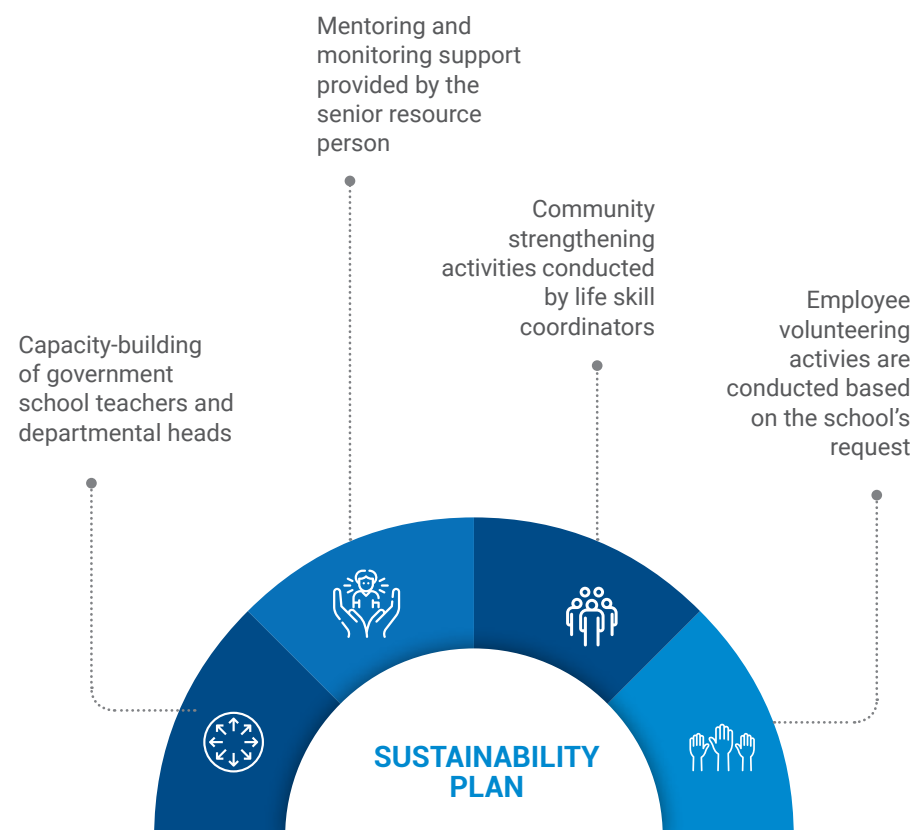 Mentoring and
monitoring support
provided by the
senior resource
person
Community
strengthening
activities conducted
by life skill
coordinators
Employee
volunteering
activies are
conducted based
on the school’s
request
Capacity-building
of government
school teachers and
departmental heads
SUSTAINABILITY
PLAN